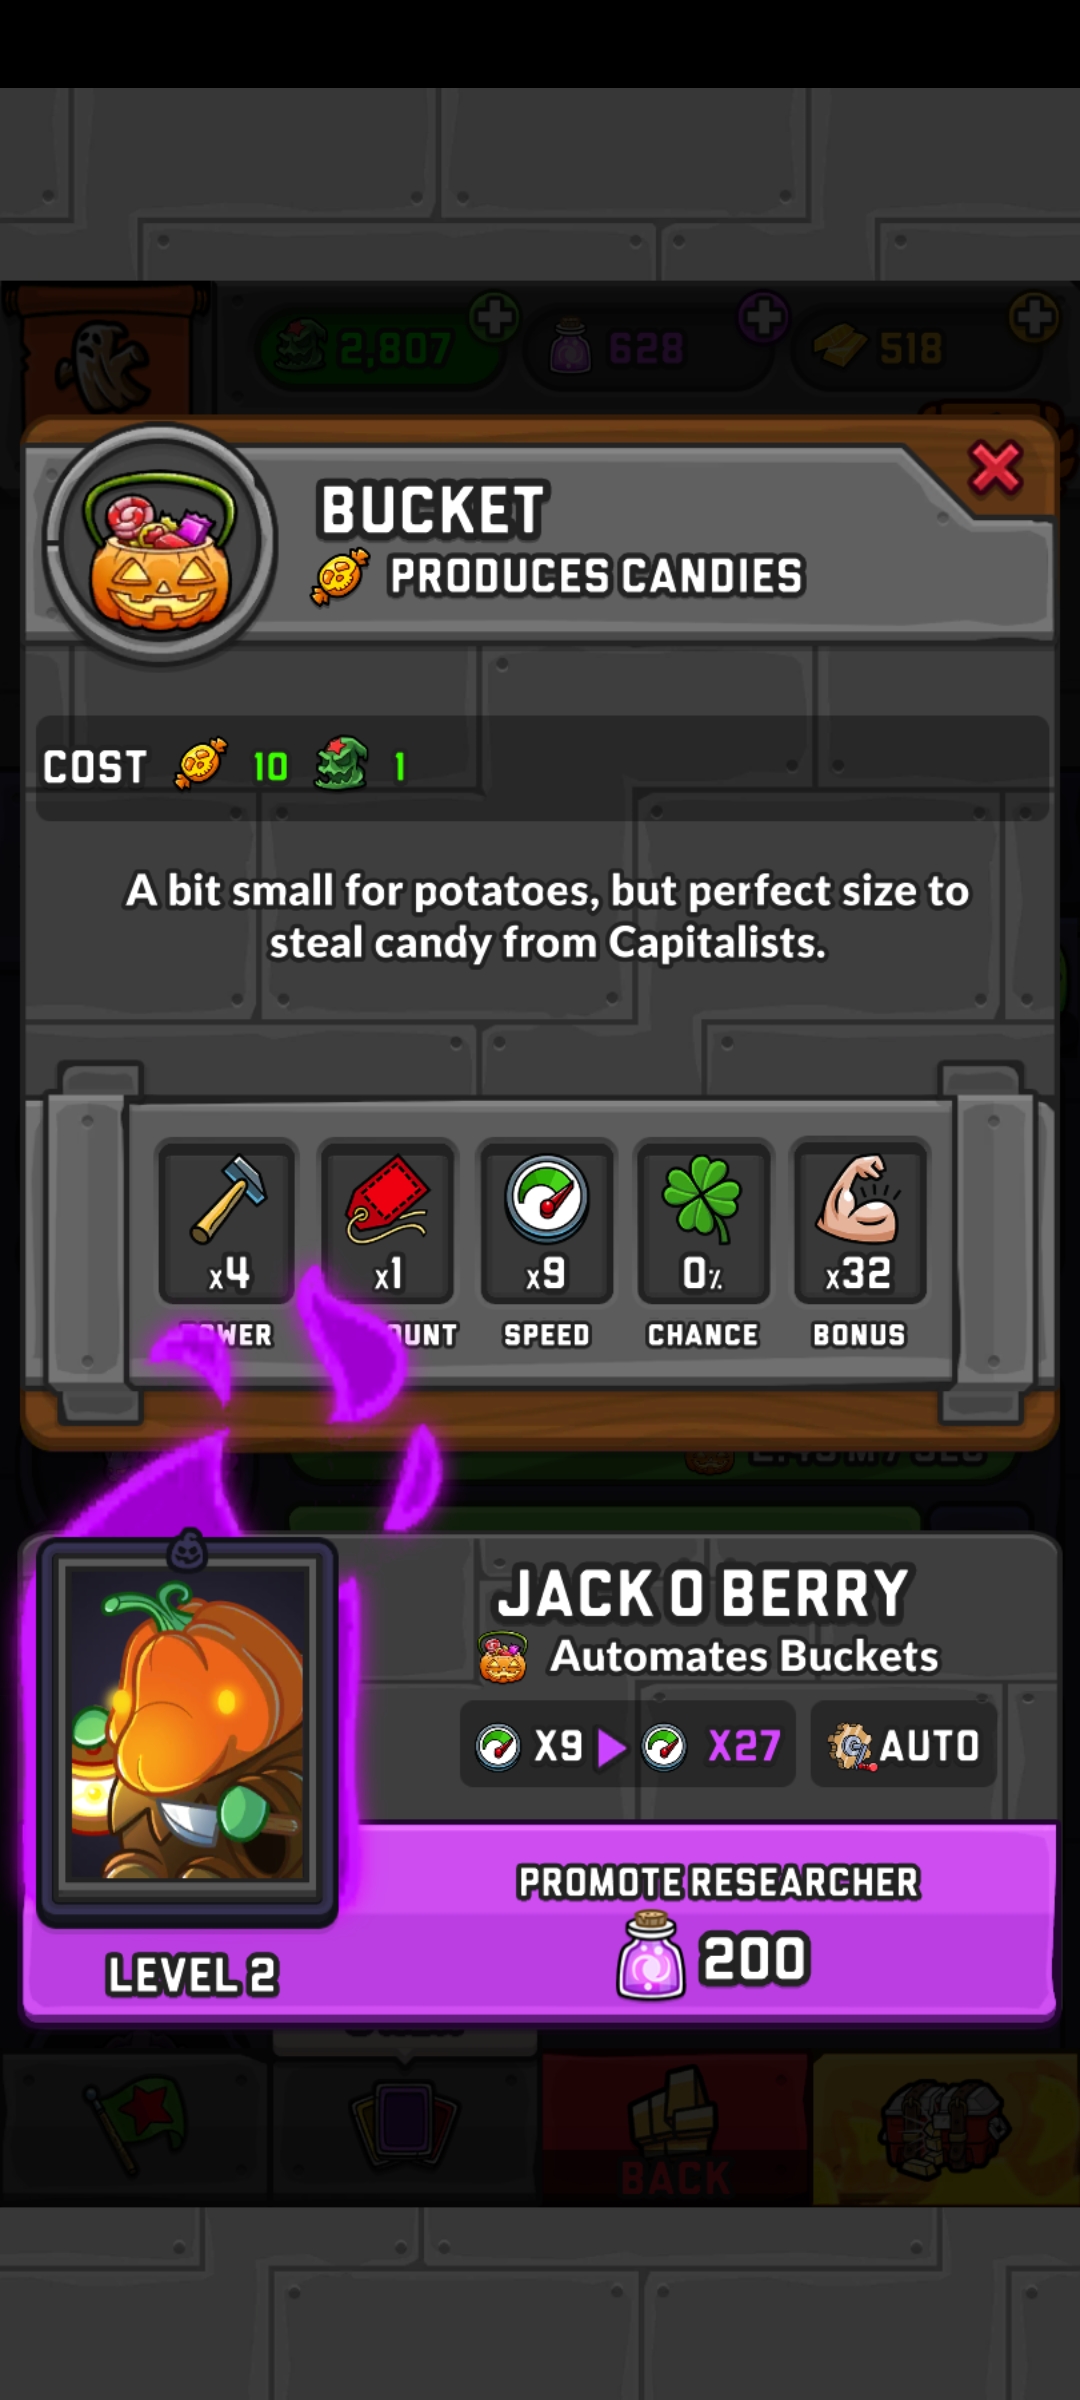 2,807 628 518
BUCKET
PRODUCES CANDIES
COST 10 1
A bit small for potatoes, but perfect size to
steal candy from Capitalists.
x4 x1 x9 0% x32
SPEED CHANCE BONUS
JACK O BERRY
Automates Buckets
X9 X27 AUTO
PROMOTE RESEARCHER
200
LEVEL 2
BACK